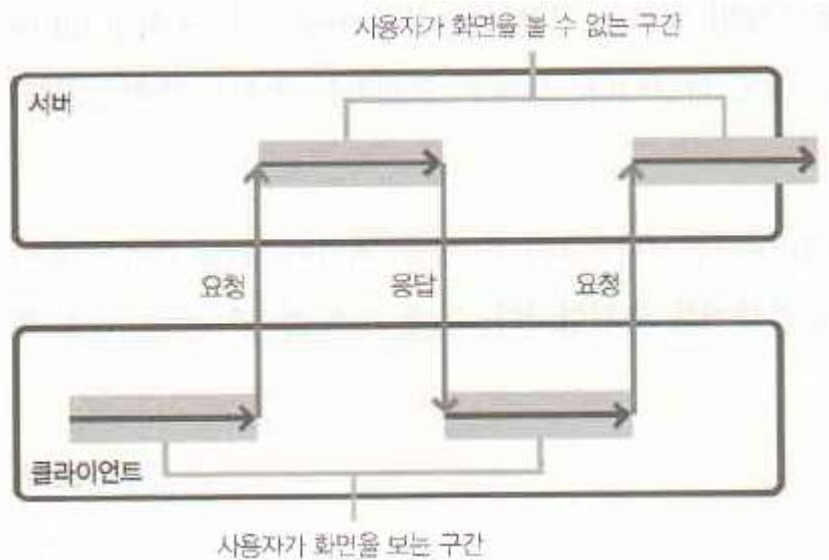 사용자가 화면을 볼 수 없는 구간
서버
요청
응답
요청
클라이언트
사용자가 화면을 보는 구간